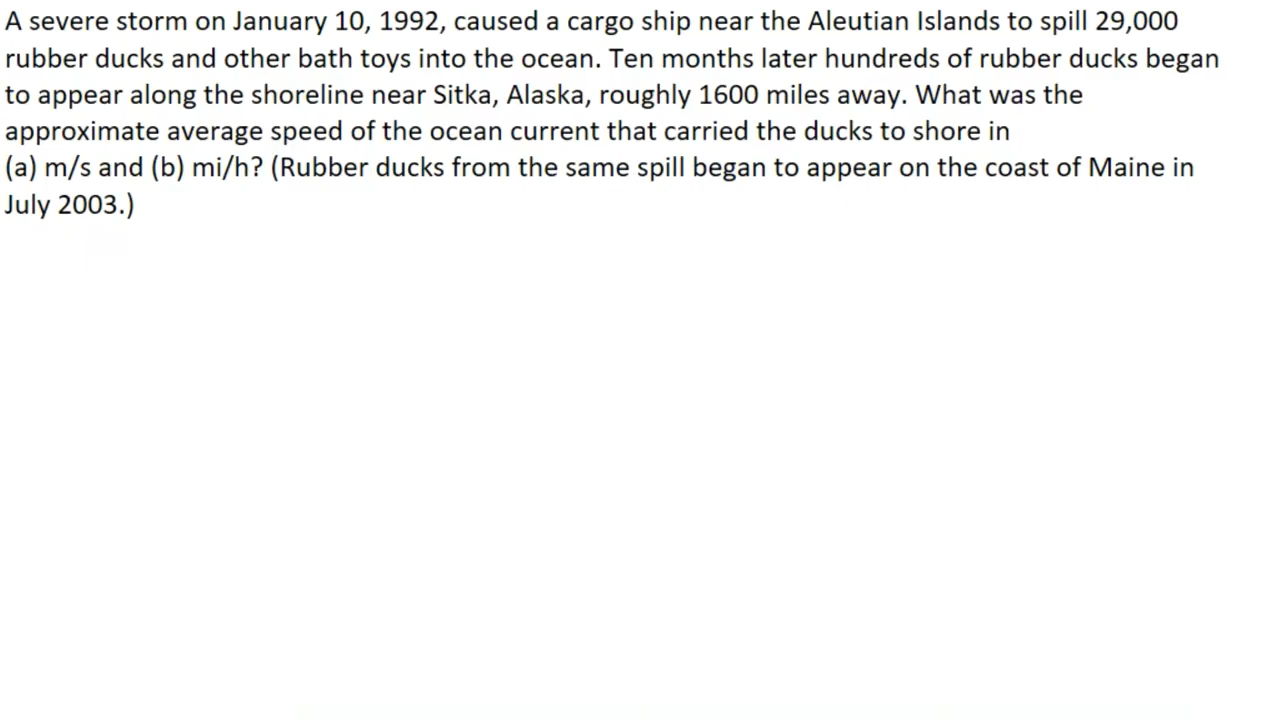 A severe storm on January 10, 1992, caused a cargo ship near the Aleutian Islands to spill 29,000
rubber ducks and other bath toys into the ocean. Ten months later hundreds of rubber ducks began
to appear along the shoreline near Sitka, Alaska, roughly 1600 miles away. What was the
approximate average speed of the ocean current that carried the ducks to shore in
(a) m/s and (b) mi/h? (Rubber ducks from the same spill began to appear on the coast of Maine in
July 2003.)